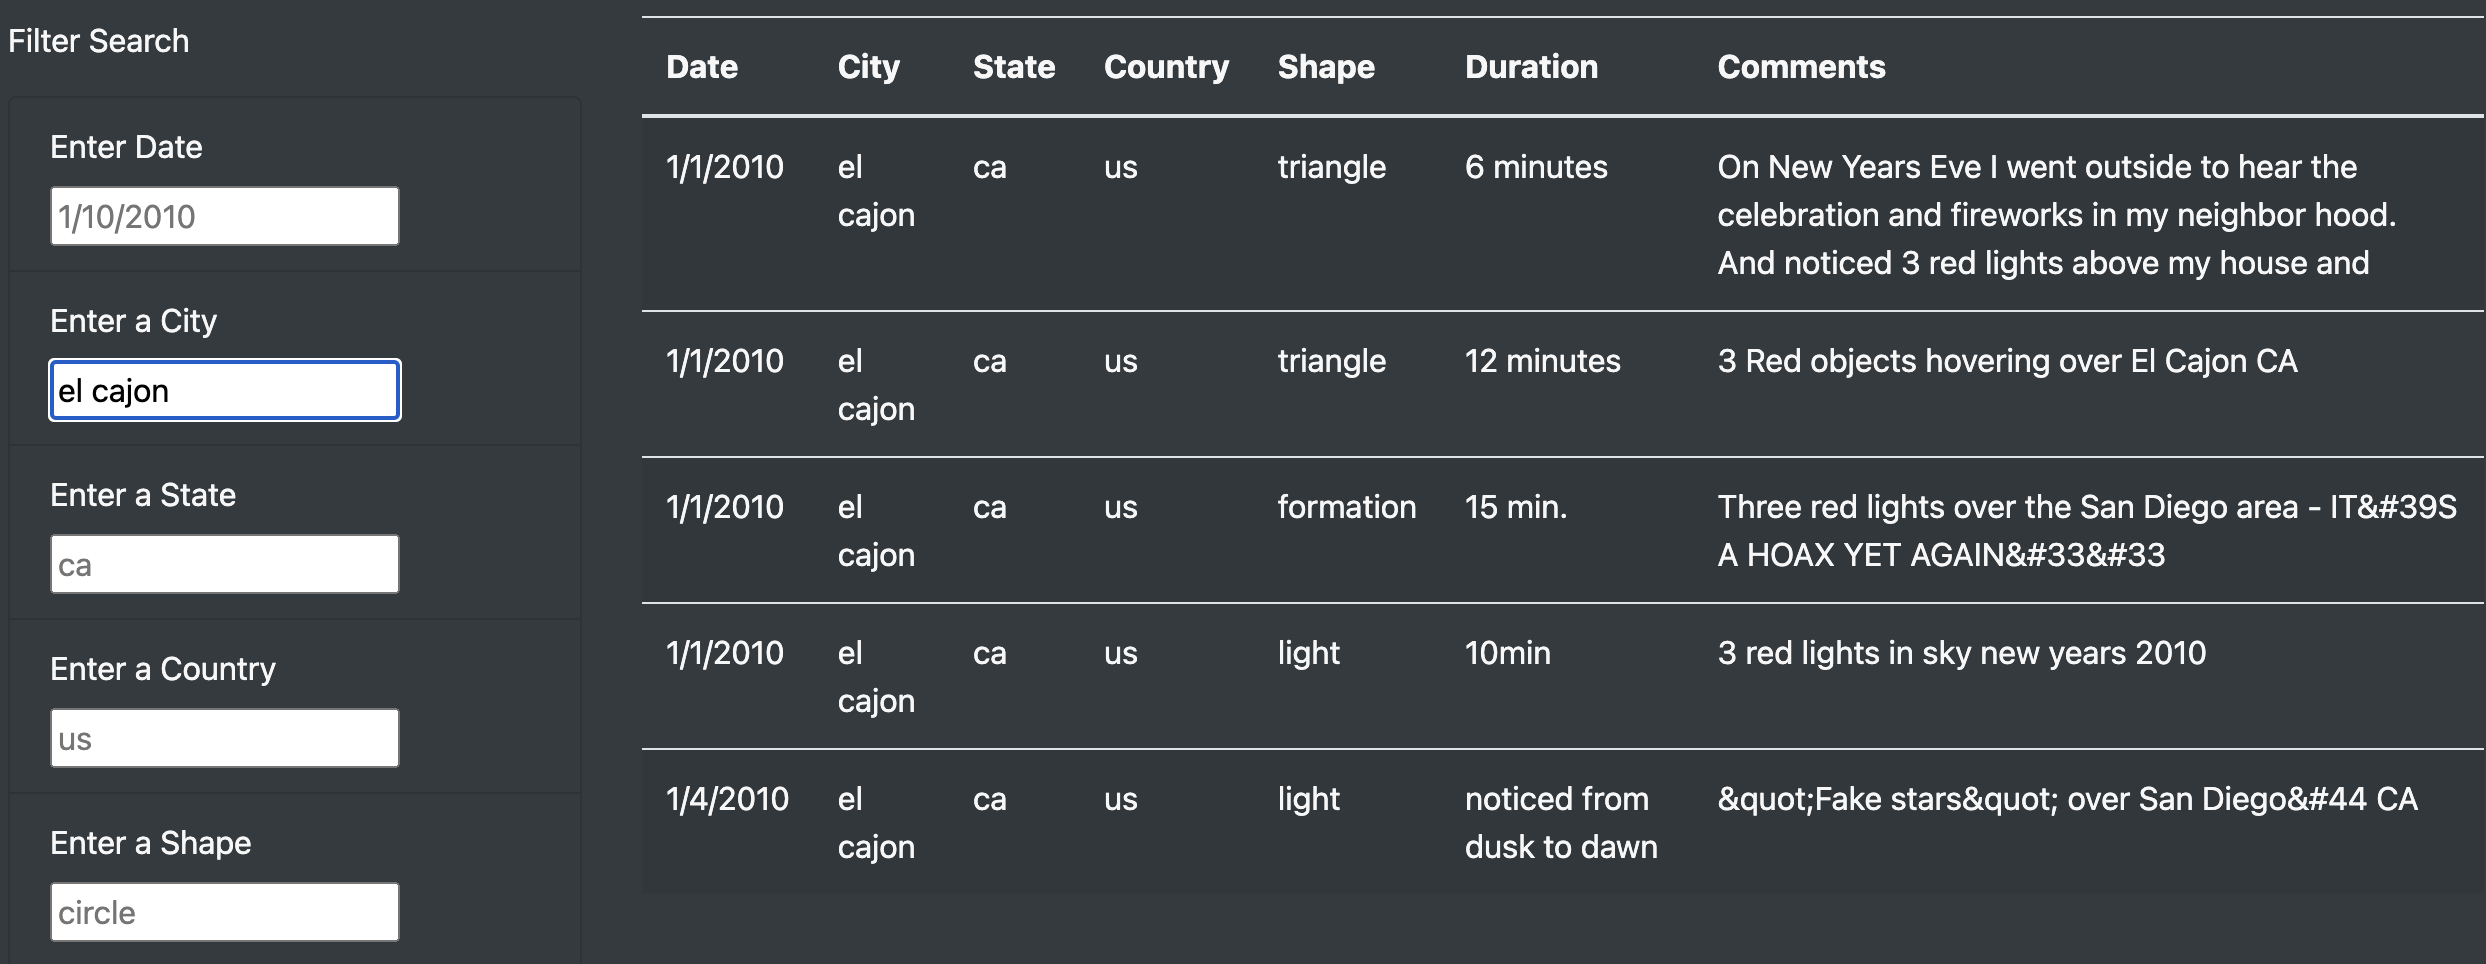 Filter Search
Enter Date
1/10/2010
Enter a City
el cajon
Enter a State
ca
Enter a Country
us
Enter a Shape
circle
Date City State Country Shape Duration Comments
1/1/2010 el ca us triangle 6 minutes On New Years Eve I went outside to hear the
cajon celebration and fireworks in my neighbor hood.
And noticed 3 red lights above my house and
1/1/2010 el ca us triangle 12 minutes 3 Red objects hovering over El Cajon CA
cajon
1/1/2010 el ca us formation 15 min. Three red lights over the San Diego area - IT&#39S
cajon A HOAX YET AGAIN&#33&#33
1/1/2010 el ca us light 10min 3 red lights in sky new years 2010
cajon
1/4/2010 el ca us light noticed from &quot;Fake stars&quot; over San Diego&#44 CA
cajon dusk to dawn